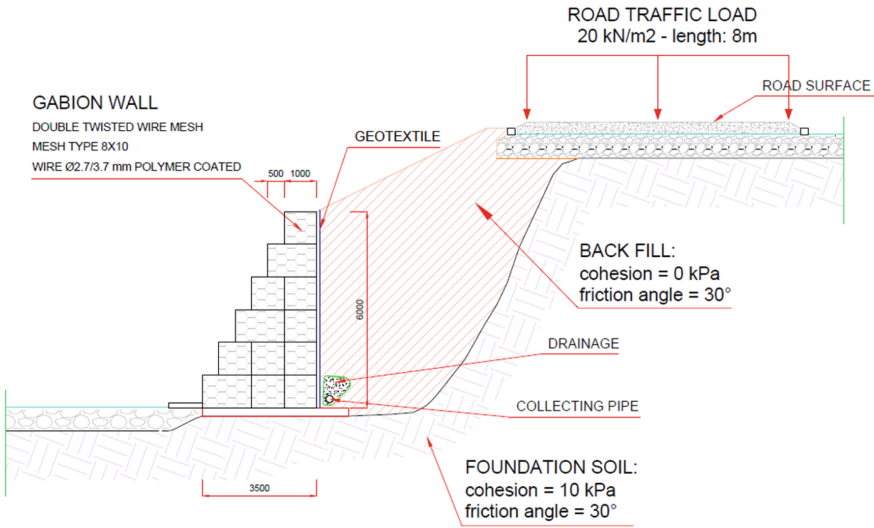 ROAD TRAFFIC LOAD
20 kN/m2 - length: 8m
ROAD SURFACE
GABION WALL
DOUBLE TWISTED WIRE MESH
MESH TYPE 8X10
WIRE Ø2.7/3.7 mm POLYMER COATED
GEOTEXTILE
500 1000
6000
BACK FILL:
cohesion = 0 kPa
friction angle = 30°
DRAINAGE
COLLECTING PIPE
FOUNDATION SOIL:
cohesion = 10 kPa
friction angle = 30°
3500